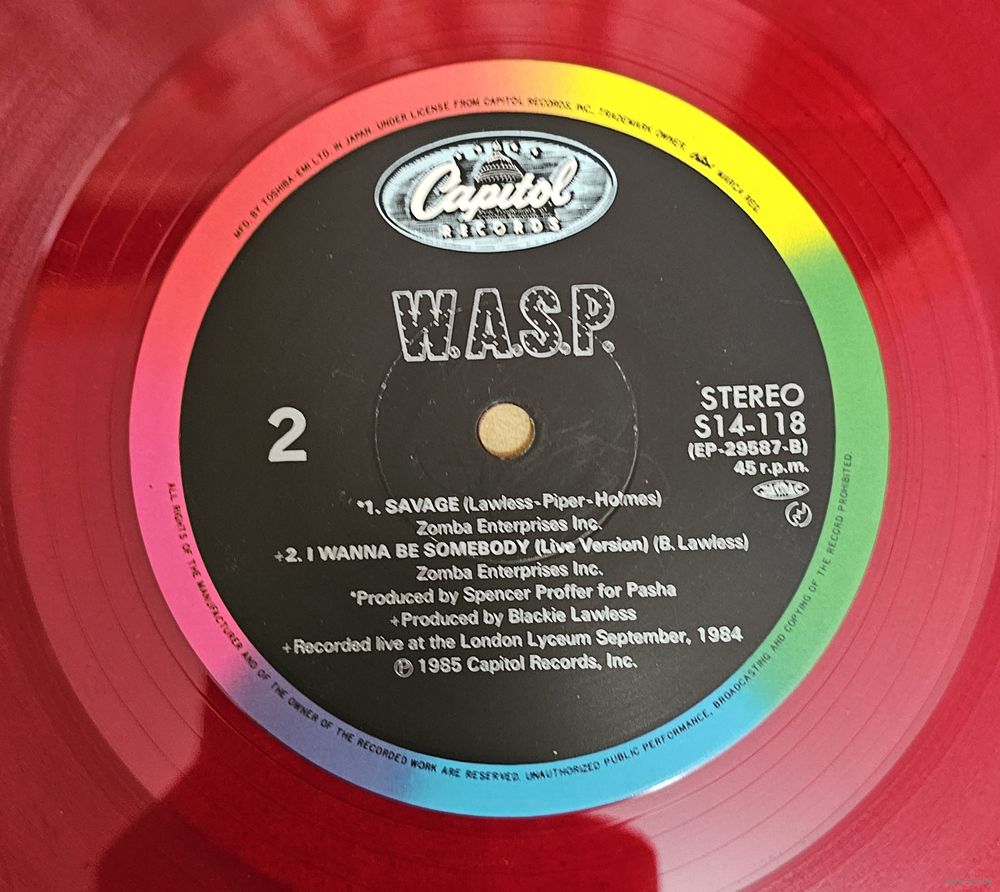 MFG. BY TOSHIBA-EMI LTD. IN JAPAN. UNDER LICENSE FROM CAPITOL RECORDS, INC., TRADEMARK OWNER. MARCA REG.
Capitol
RECORDS
W.A.S.P.
2
STEREO
S14-118
(EP-29587-B)
45 r.p.m.
*1. SAVAGE (Lawless-Piper-Holmes)
Zomba Enterprises Inc.
+2. I WANNA BE SOMEBODY (Live Version) (B. Lawless)
Zomba Enterprises Inc.
*Produced by Spencer Proffer for Pasha
+Produced by Blackie Lawless
+Recorded live at the London Lyceum September, 1984
℗ 1985 Capitol Records, Inc.
ALL RIGHTS OF THE MANUFACTURER AND OF THE OWNER OF THE RECORDED WORK ARE RESERVED. UNAUTHORIZED PUBLIC PERFORMANCE, BROADCASTING AND COPYING OF THE RECORD PROHIBITED.